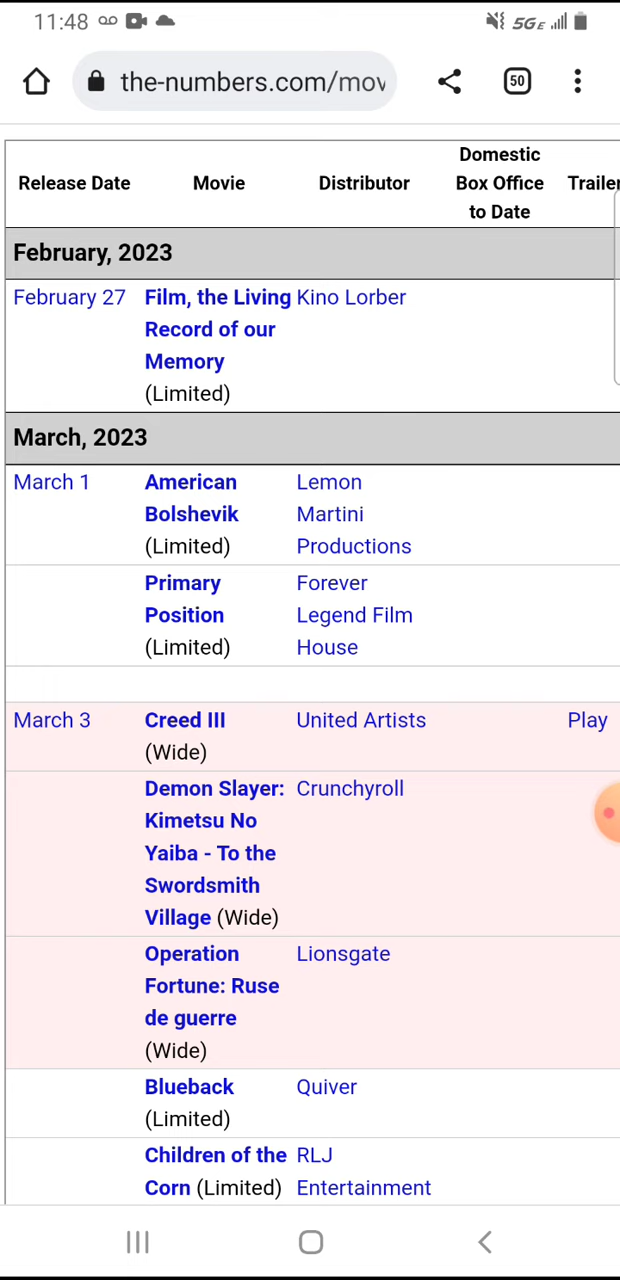 11:48
5GE
the-numbers.com/mov
50
Release Date Movie Distributor Domestic Box Office to Date Trailer
February, 2023
February 27 Film, the Living Kino Lorber
Record of our
Memory
(Limited)
March, 2023
March 1 American Lemon
Bolshevik Martini
(Limited) Productions
Primary Forever
Position Legend Film
(Limited) House
March 3 Creed III United Artists Play
(Wide)
Demon Slayer: Crunchyroll
Kimetsu No
Yaiba - To the
Swordsmith
Village (Wide)
Operation Lionsgate
Fortune: Ruse
de guerre
(Wide)
Blueback Quiver
(Limited)
Children of the RLJ
Corn (Limited) Entertainment